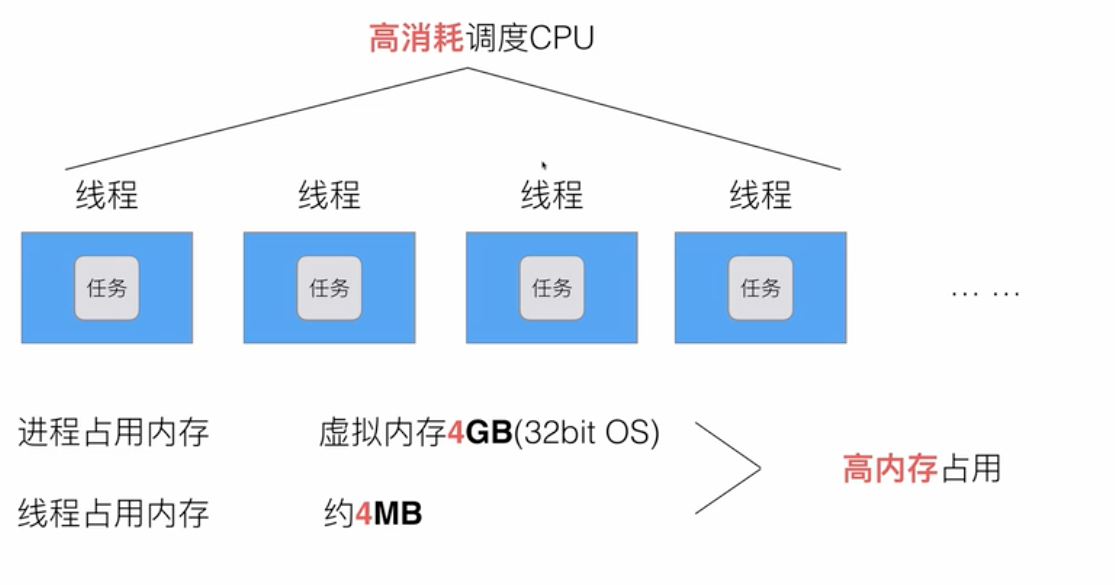 高消耗调度CPU
线程 线程 线程 线程
任务 任务 任务 任务 ... ...
进程占用内存 虚拟内存4GB(32bit OS)
高内存占用
线程占用内存 约4MB